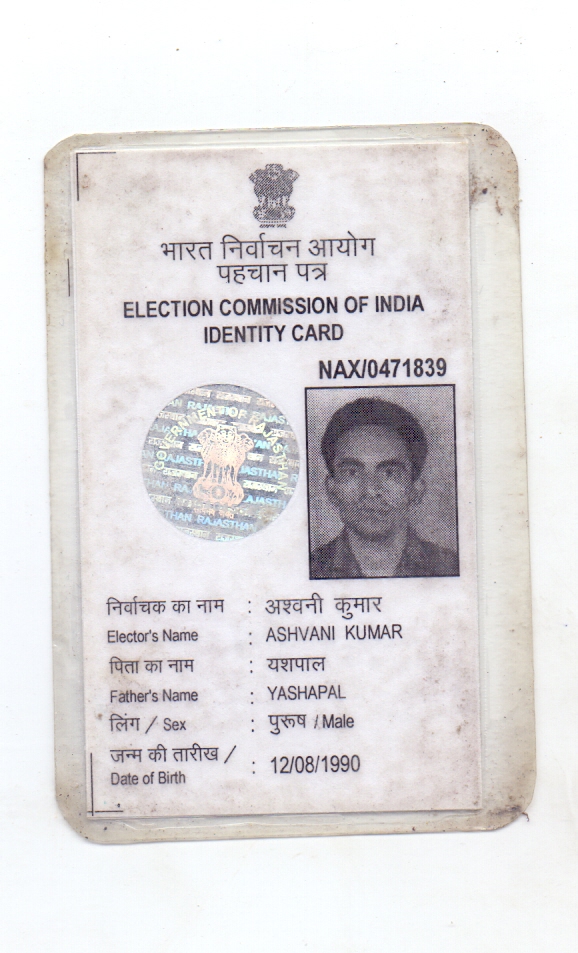 भारत निर्वाचन आयोग
पहचान पत्र
ELECTION COMMISSION OF INDIA
IDENTITY CARD
NAX/0471839
GOVERNMENT OF RAJASTHAN
निर्वाचक का नाम : अश्वनी कुमार
Elector's Name : ASHVANI KUMAR
पिता का नाम : यशपाल
Father's Name : YASHAPAL
लिंग / Sex : पुरूष / Male
जन्म की तारीख /
Date of Birth : 12/08/1990